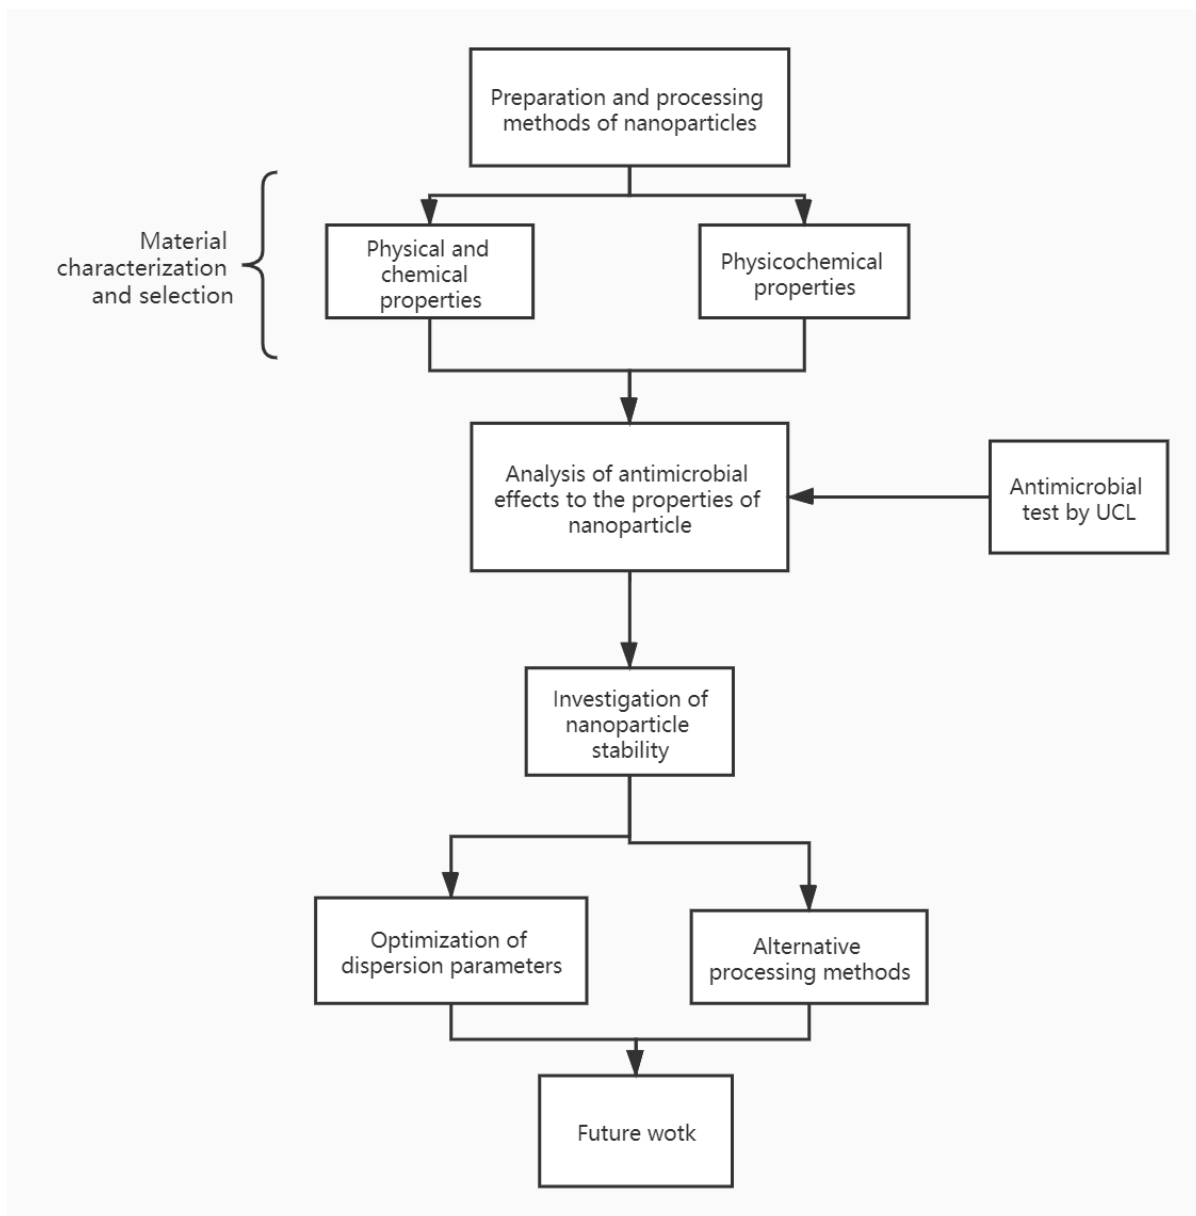 Preparation and processing
methods of nanoparticles
Material
characterization
and selection
Physical and
chemical
properties
Physicochemical
properties
Analysis of antimicrobial
effects to the properties of
nanoparticle
Antimicrobial
test by UCL
Investigation of
nanoparticle
stability
Optimization of
dispersion parameters
Alternative
processing methods
Future wotk